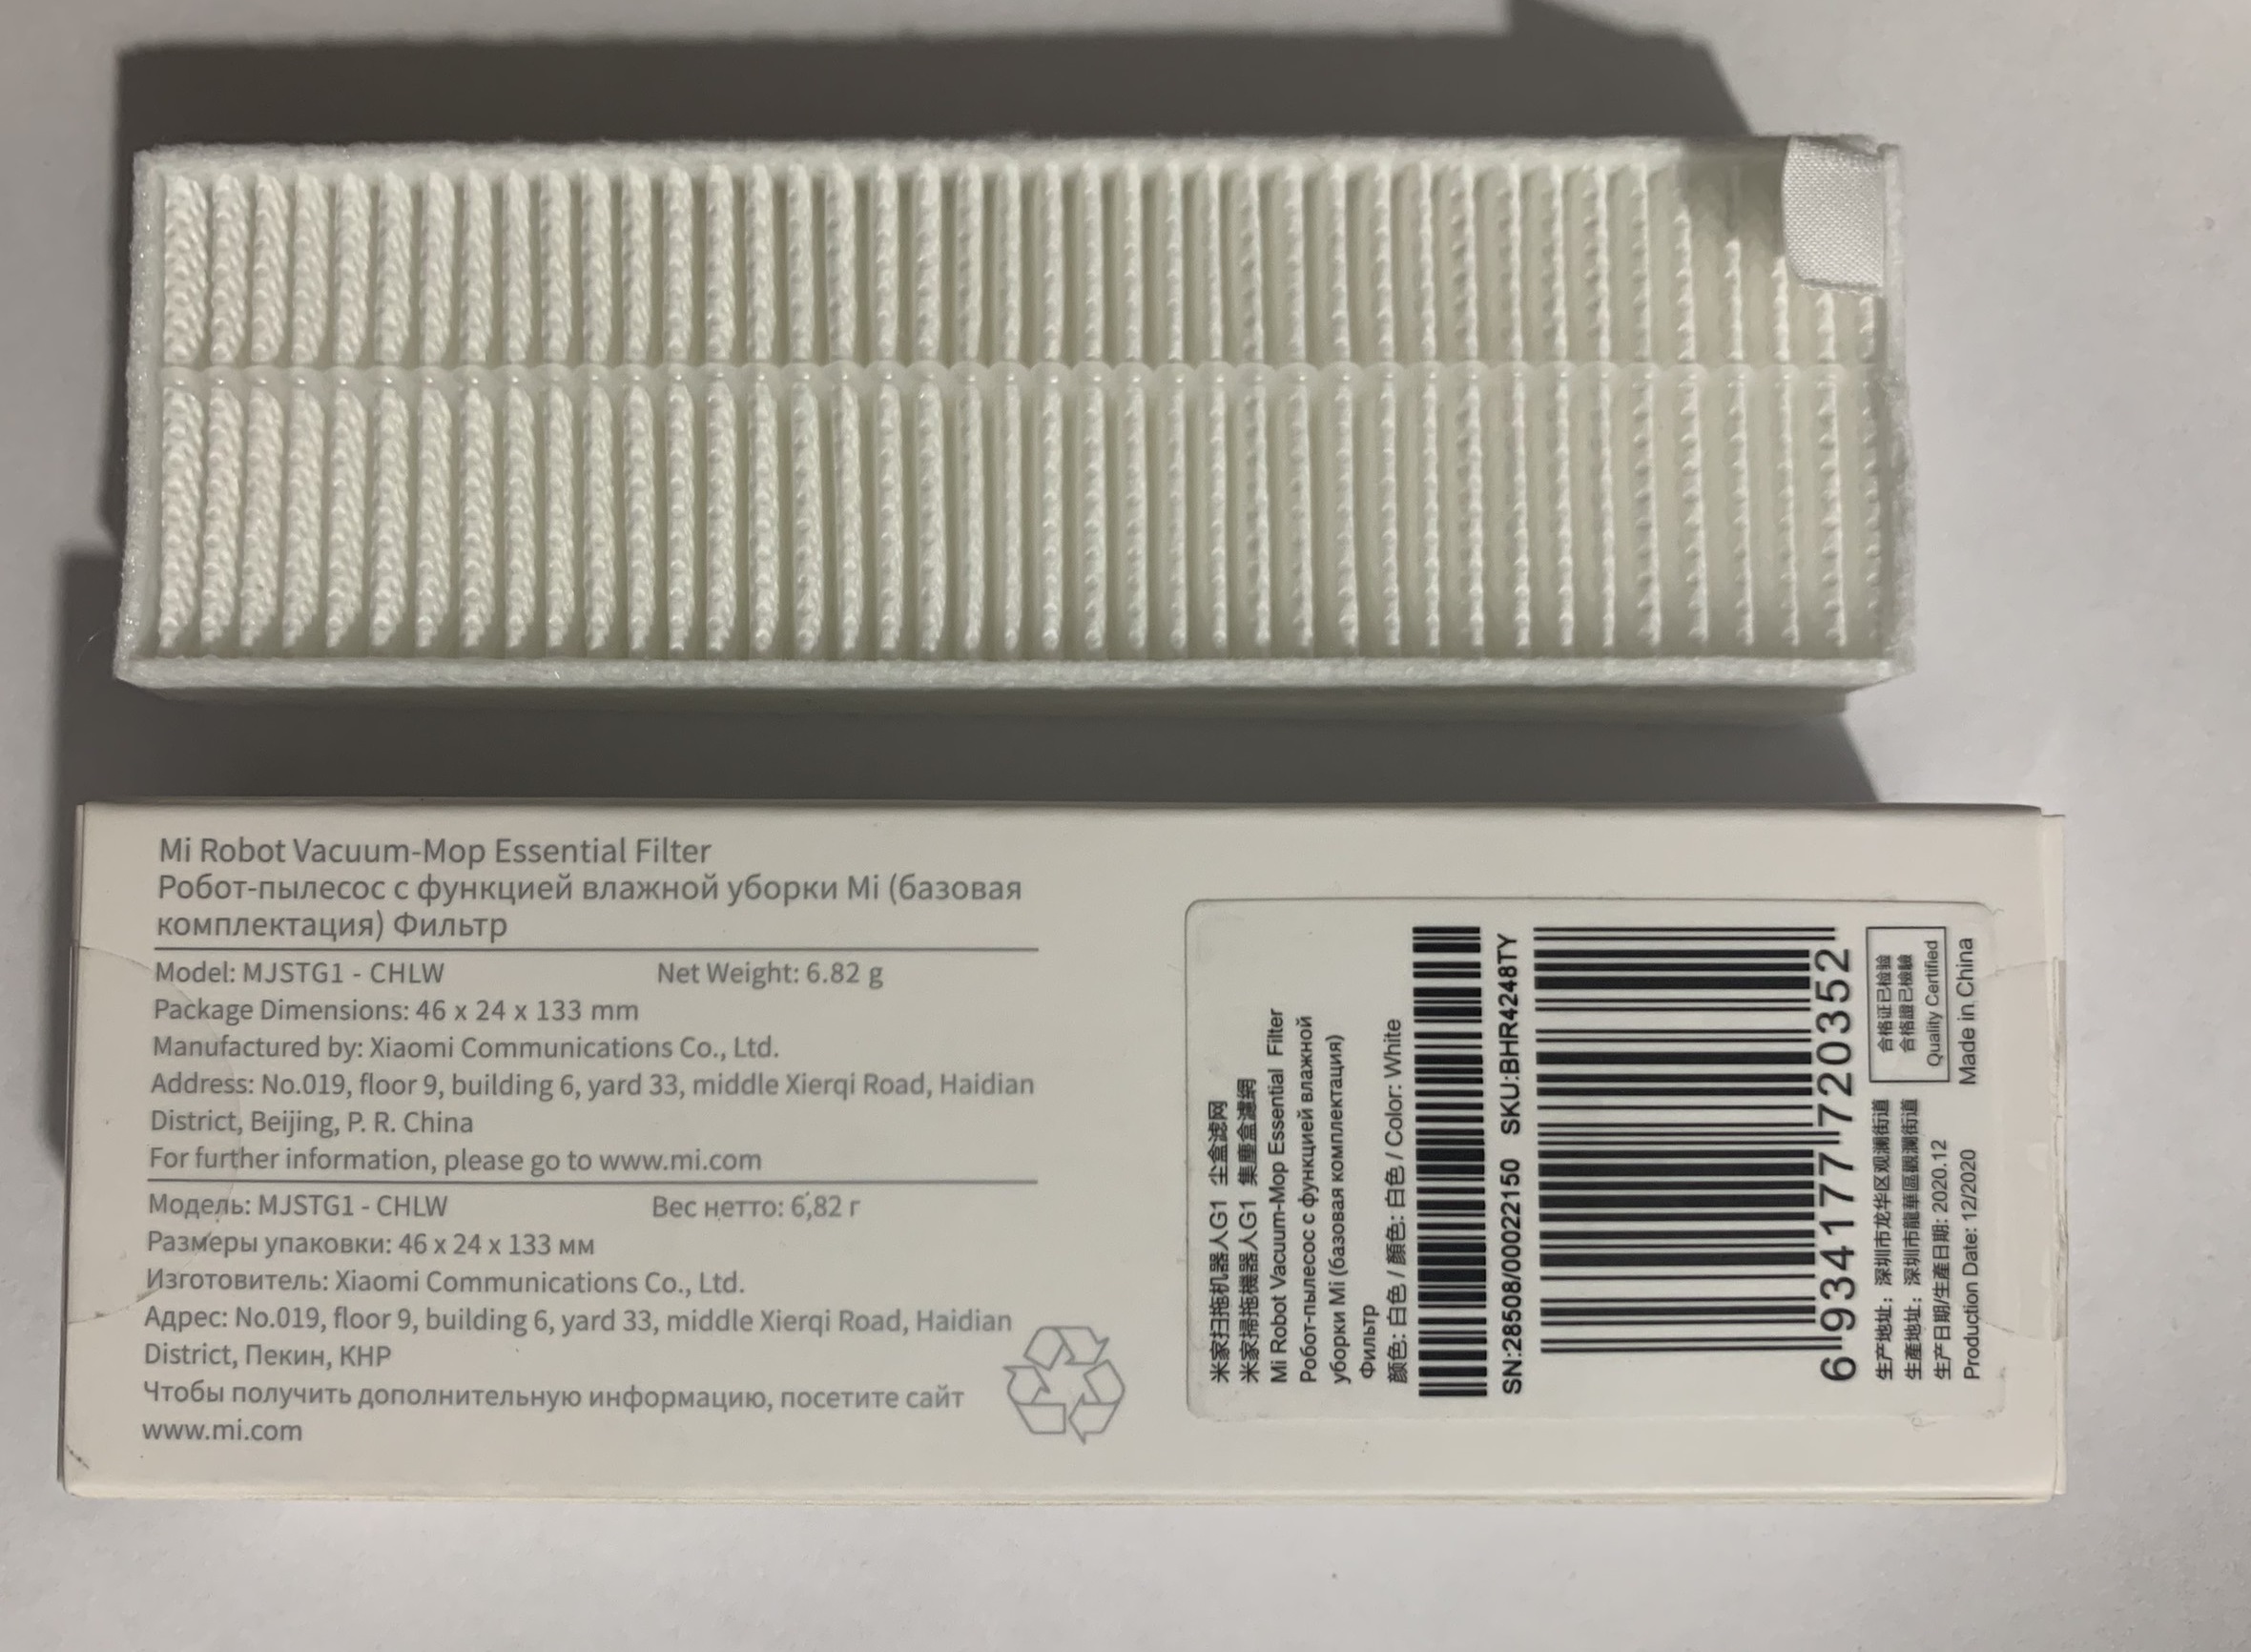 Mi Robot Vacuum-Mop Essential Filter
Робот-пылесос с функцией влажной уборки Mi (базовая
комплектация) Фильтр
Model: MJSTG1 - CHLW Net Weight: 6.82 g
Package Dimensions: 46 x 24 x 133 mm
Manufactured by: Xiaomi Communications Co., Ltd.
Address: No.019, floor 9, building 6, yard 33, middle Xierqi Road, Haidian
District, Beijing, P. R. China
For further information, please go to www.mi.com
Модель: MJSTG1 - CHLW Вес нетто: 6,82 г
Размеры упаковки: 46 x 24 x 133 мм
Изготовитель: Xiaomi Communications Co., Ltd.
Адрес: No.019, floor 9, building 6, yard 33, middle Xierqi Road, Haidian
District, Пекин, КНР
Чтобы получить дополнительную информацию, посетите сайт
www.mi.com
米家扫拖机器人G1 尘盒滤网
米家掃拖機器人G1 集塵盒濾網
Mi Robot Vacuum-Mop Essential Filter
Робот-пылесос с функцией влажной
уборки Mi (базовая комплектация)
Фильтр
颜色: 白色 / 顏色: 白色 / Color: White
SN:28508/00022150 SKU:BHR4248TY
6 934177 720352
生产地址: 深圳市龙华区观澜街道
生產地址: 深圳市龍華區觀瀾街道
生产日期/生產日期: 2020.12
Production Date: 12/2020
合格证已检验
合格證已檢驗
Quality Certified
Made in China